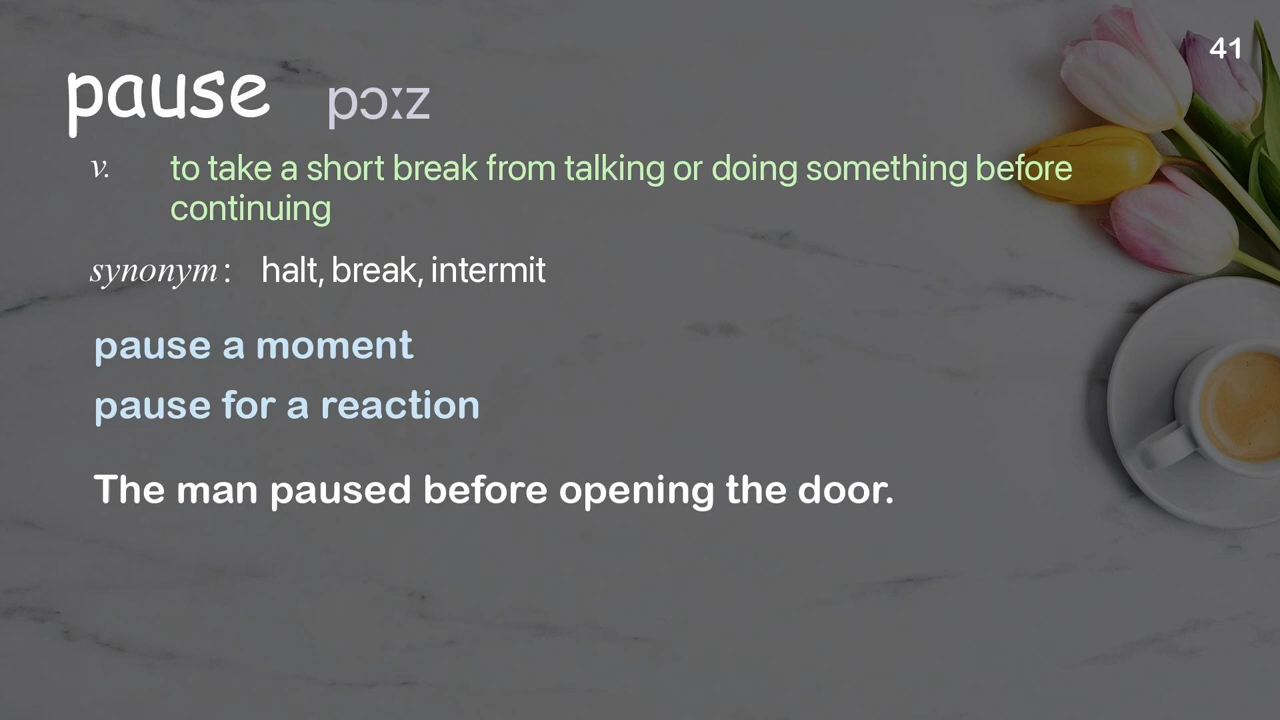 41
pause pɔːz
v. to take a short break from talking or doing something before
continuing
synonym: halt, break, intermit
pause a moment
pause for a reaction
The man paused before opening the door.